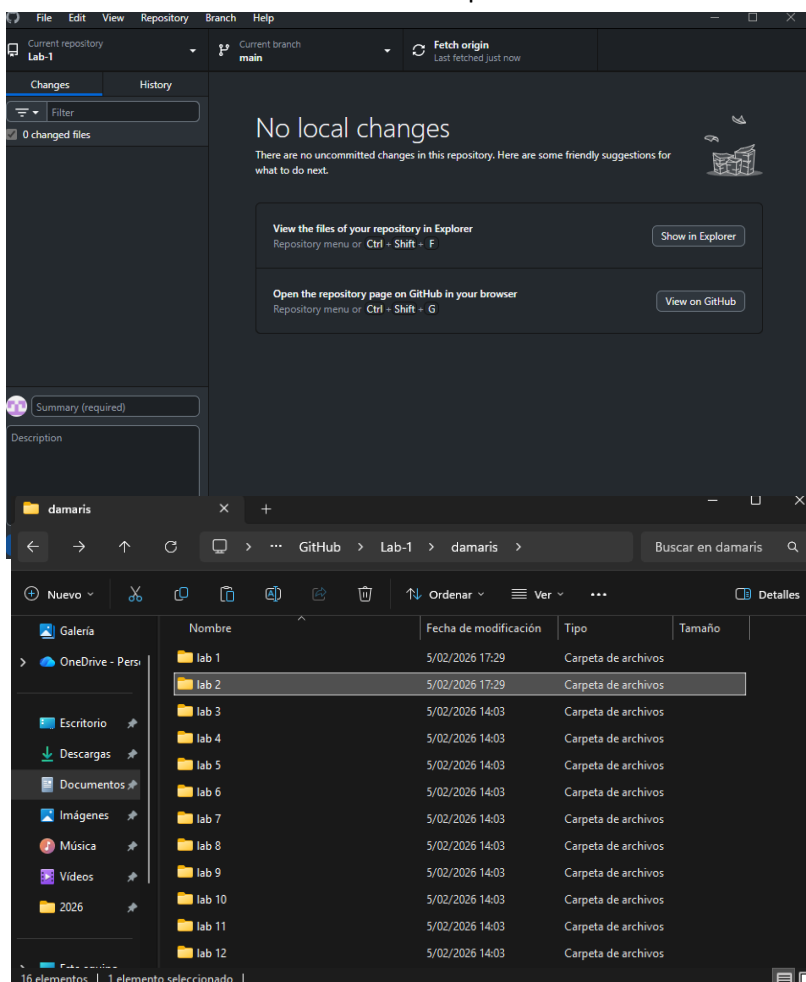 File Edit View Repository Branch Help
Current repository
Lab-1
Current branch
main
Fetch origin
Last fetched just now
Changes History
Filter
0 changed files
No local changes
There are no uncommitted changes in this repository. Here are some friendly suggestions for
what to do next.
View the files of your repository in Explorer
Repository menu or Ctrl + Shift + F
Show in Explorer
Open the repository page on GitHub in your browser
Repository menu or Ctrl + Shift + G
View on GitHub
Summary (required)
Description
damaris
GitHub > Lab-1 > damaris >
Buscar en damaris
Nuevo
Ordenar
Ver
Detalles
Galería
OneDrive - Pers
Escritorio
Descargas
Documentos
Imágenes
Música
Vídeos
2026
Nombre Fecha de modificación Tipo Tamaño
lab 1 5/02/2026 17:29 Carpeta de archivos
lab 2 5/02/2026 17:29 Carpeta de archivos
lab 3 5/02/2026 14:03 Carpeta de archivos
lab 4 5/02/2026 14:03 Carpeta de archivos
lab 5 5/02/2026 14:03 Carpeta de archivos
lab 6 5/02/2026 14:03 Carpeta de archivos
lab 7 5/02/2026 14:03 Carpeta de archivos
lab 8 5/02/2026 14:03 Carpeta de archivos
lab 9 5/02/2026 14:03 Carpeta de archivos
lab 10 5/02/2026 14:03 Carpeta de archivos
lab 11 5/02/2026 14:03 Carpeta de archivos
lab 12 5/02/2026 14:03 Carpeta de archivos
16 elementos | 1 elemento seleccionado |